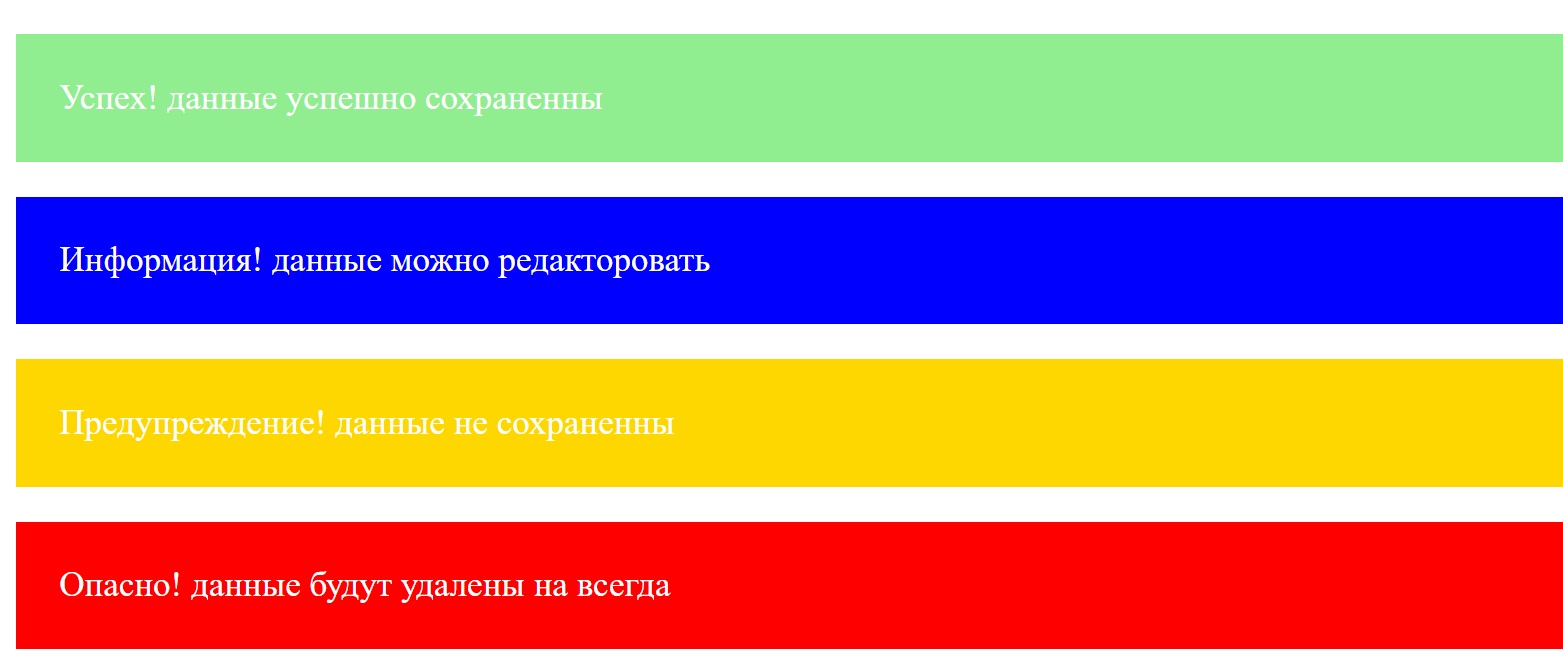 Успех! данные успешно сохраненны
Информация! данные можно редакторовать
Предупреждение! данные не сохраненны
Опасно! данные будут удалены на всегда